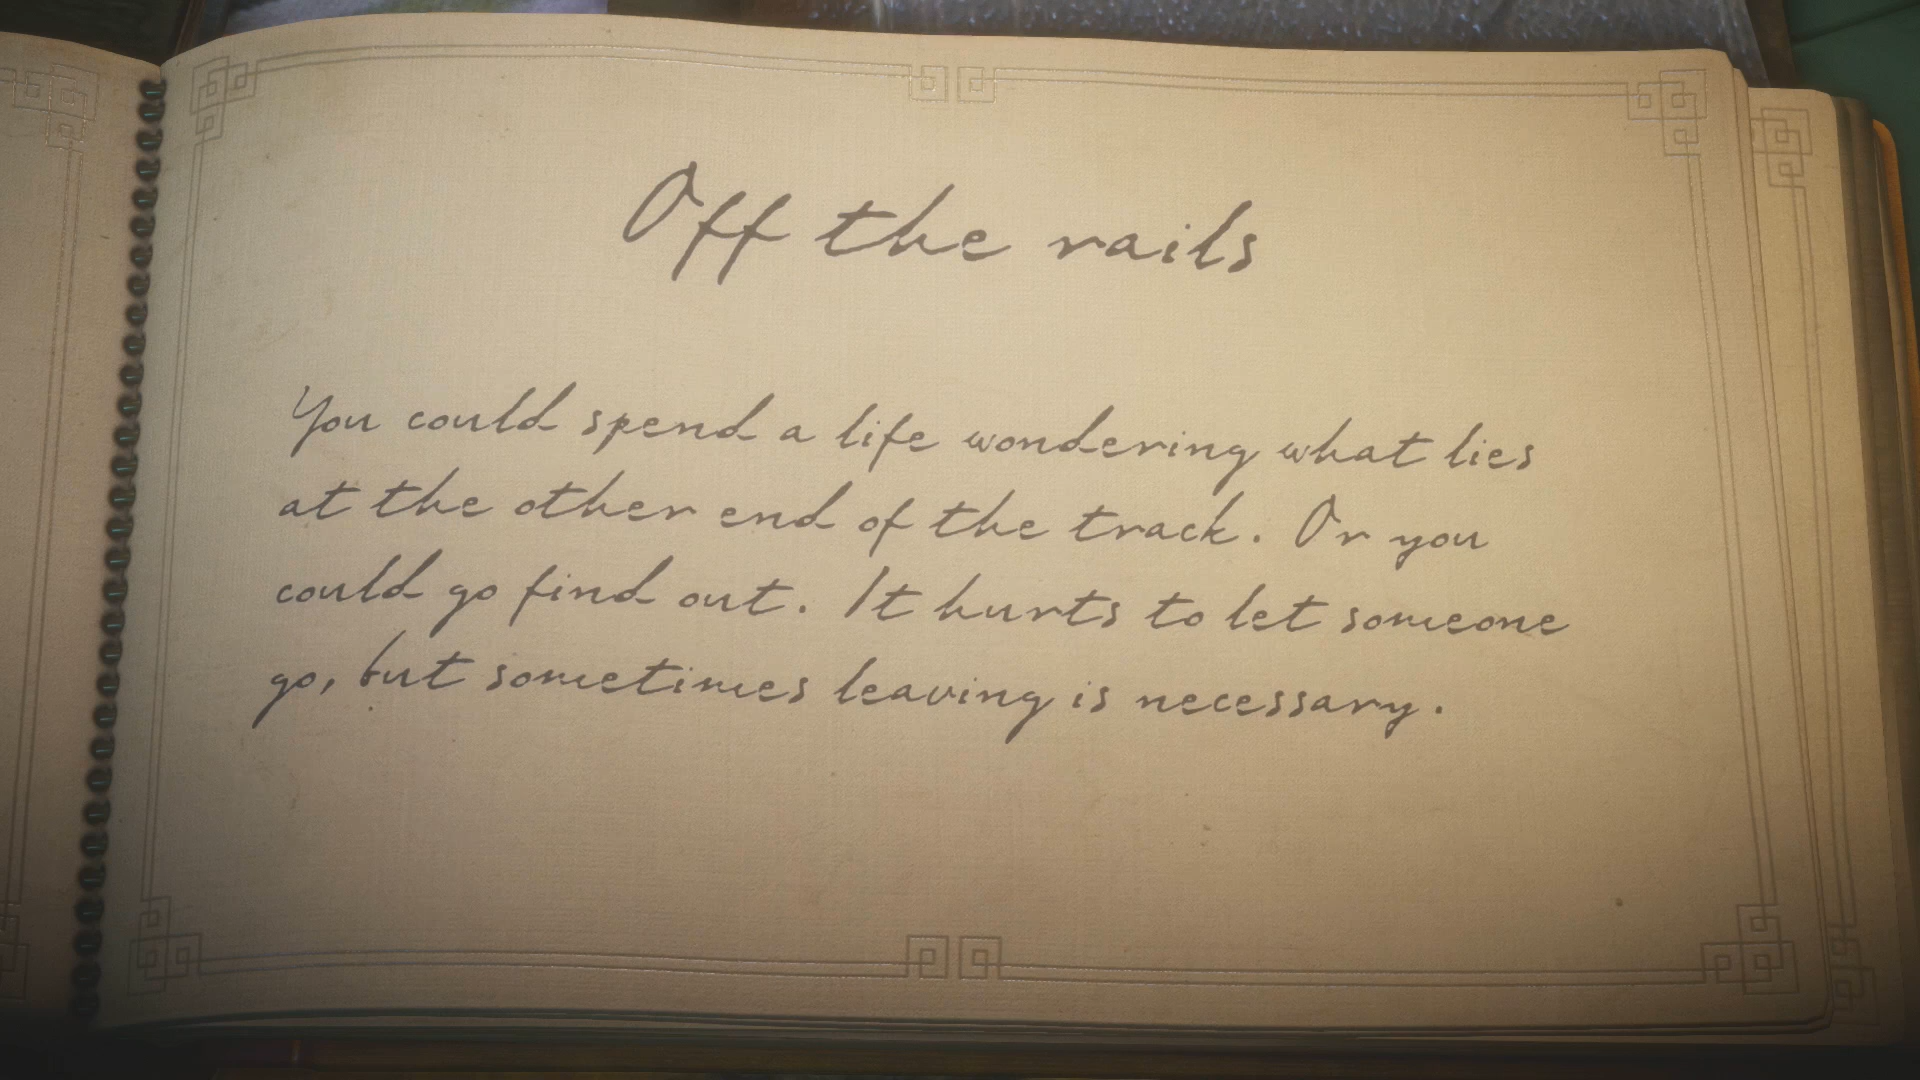 Off the rails
You could spend a life wondering what lies
at the other end of the track. Or you
could go find out. It hurts to let someone
go, but sometimes leaving is necessary.